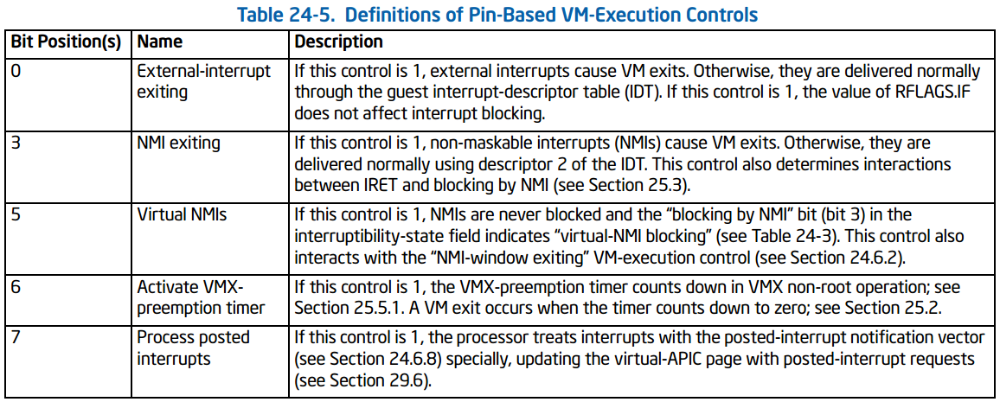 Table 24-5. Definitions of Pin-Based VM-Execution Controls
Bit Position(s) Name Description
0 External-interrupt exiting If this control is 1, external interrupts cause VM exits. Otherwise, they are delivered normally
through the guest interrupt-descriptor table (IDT). If this control is 1, the value of RFLAGS.IF
does not affect interrupt blocking.
3 NMI exiting If this control is 1, non-maskable interrupts (NMIs) cause VM exits. Otherwise, they are
delivered normally using descriptor 2 of the IDT. This control also determines interactions
between IRET and blocking by NMI (see Section 25.3).
5 Virtual NMIs If this control is 1, NMIs are never blocked and the “blocking by NMI” bit (bit 3) in the
interruptibility-state field indicates “virtual-NMI blocking” (see Table 24-3). This control also
interacts with the “NMI-window exiting” VM-execution control (see Section 24.6.2).
6 Activate VMX-preemption timer If this control is 1, the VMX-preemption timer counts down in VMX non-root operation; see
Section 25.5.1. A VM exit occurs when the timer counts down to zero; see Section 25.2.
7 Process posted interrupts If this control is 1, the processor treats interrupts with the posted-interrupt notification vector
(see Section 24.6.8) specially, updating the virtual-APIC page with posted-interrupt requests
(see Section 29.6).